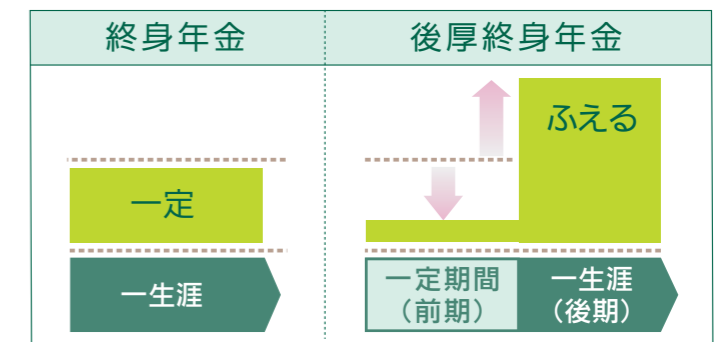 終身年金
後厚終身年金
一定
ふえる
一生涯
一定期間
（前期）
一生涯
（後期）